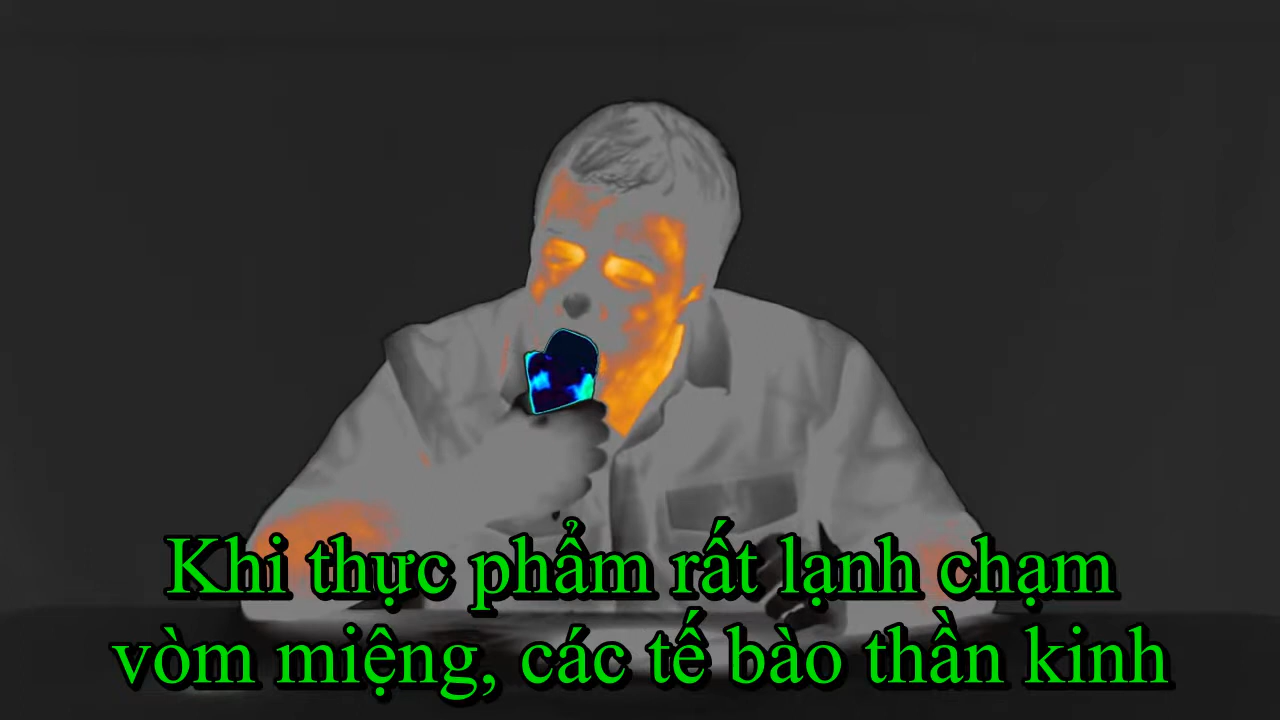 Khi thực phẩm rất lạnh chạm
vòm miệng, các tế bào thần kinh